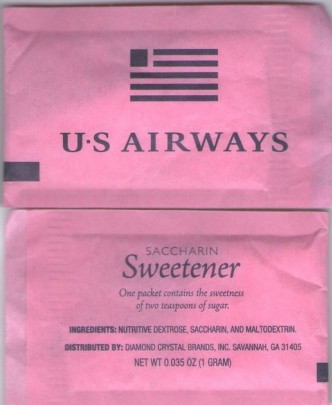 U·S AIRWAYS
SACCHARIN
Sweetener
One packet contains the sweetness
of two teaspoons of sugar.
INGREDIENTS: NUTRITIVE DEXTROSE, SACCHARIN, AND MALTODEXTRIN.
DISTRIBUTED BY: DIAMOND CRYSTAL BRANDS, INC. SAVANNAH, GA 31405
NET WT 0.035 OZ (1 GRAM)